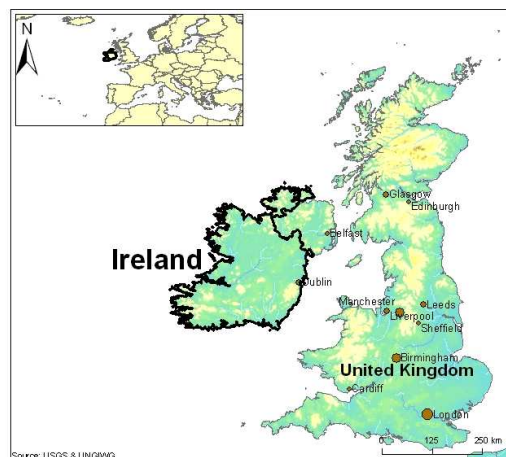 N
Glasgow
Edinburgh
Belfast
Ireland
Dublin
Manchester
Leeds
Liverpool
Sheffield
Birmingham
United Kingdom
Cardiff
London
0 125 250 km
Source: USGS & UNGIWG